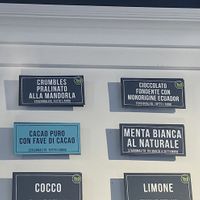 CRUMBLES
PRALINATO
ALLA MANDORLA
CIOCCOLATO
FONDENTE CON
MONORIGINE ECUADOR
CACAO PURO
CON FAVE DI CACAO
MENTA BIANCA
AL NATURALE
COCCO
LIMONE